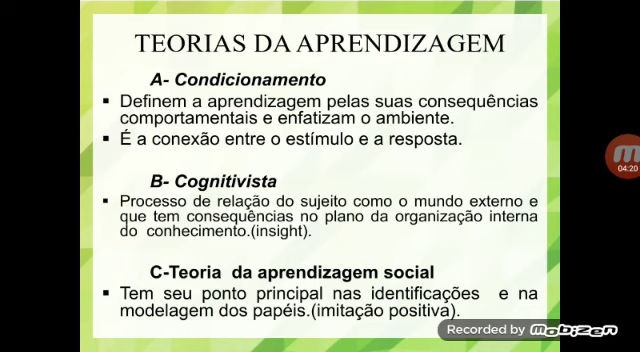 TEORIAS DA APRENDIZAGEM
A- Condicionamento
▪ Definem a aprendizagem pelas suas consequências
comportamentais e enfatizam o ambiente.
▪ É a conexão entre o estímulo e a resposta.
B- Cognitivista
▪ Processo de relação do sujeito como o mundo externo e
que tem consequências no plano da organização interna
do conhecimento.(insight).
C-Teoria da aprendizagem social
▪ Tem seu ponto principal nas identificações e na
modelagem dos papéis.(imitação positiva).
04:20
Recorded by Mobizen